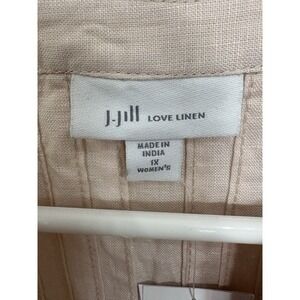 J.Jill LOVE LINEN
MADE IN
INDIA
1X
WOMEN'S